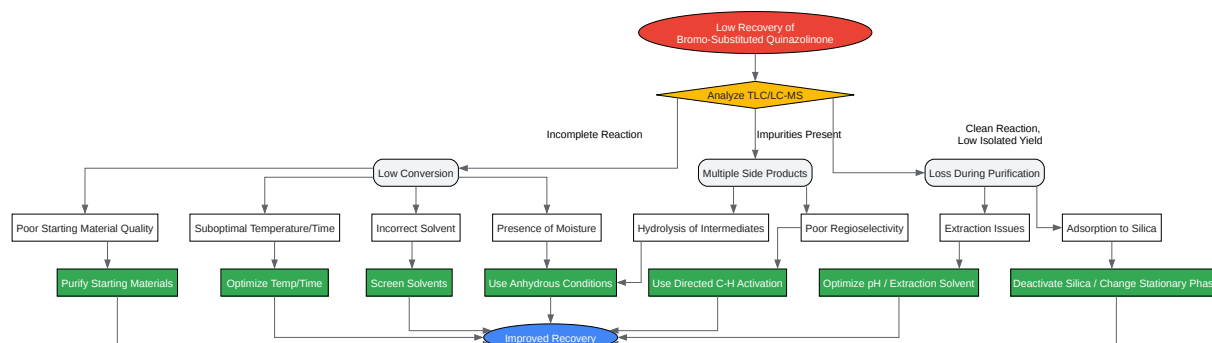 Low Recovery of
Bromo-Substituted Quinazolinone
Analyze TLC/LC-MS
Incomplete Reaction
Impurities Present
Clean Reaction,
Low Isolated Yield
Low Conversion
Multiple Side Products
Loss During Purification
Poor Starting Material Quality
Suboptimal Temperature/Time
Incorrect Solvent
Presence of Moisture
Hydrolysis of Intermediates
Poor Regioselectivity
Extraction Issues
Adsorption to Silica
Purify Starting Materials
Optimize Temp/Time
Screen Solvents
Use Anhydrous Conditions
Use Directed C-H Activation
Optimize pH / Extraction Solvent
Deactivate Silica / Change Stationary Phas
Improved Recovery